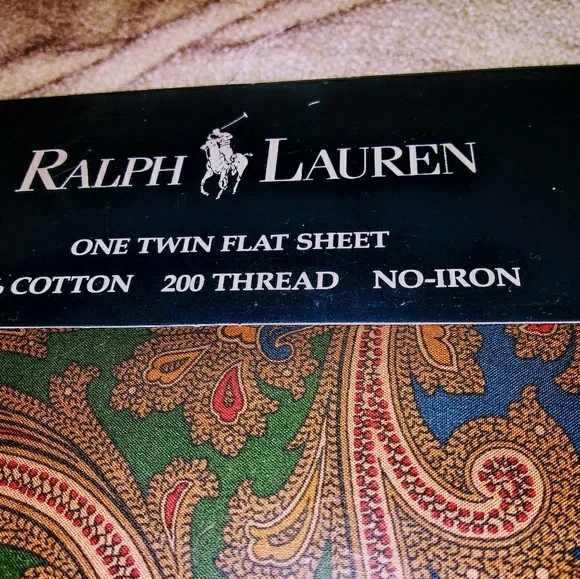 RALPH LAUREN
ONE TWIN FLAT SHEET
% COTTON 200 THREAD NO-IRON